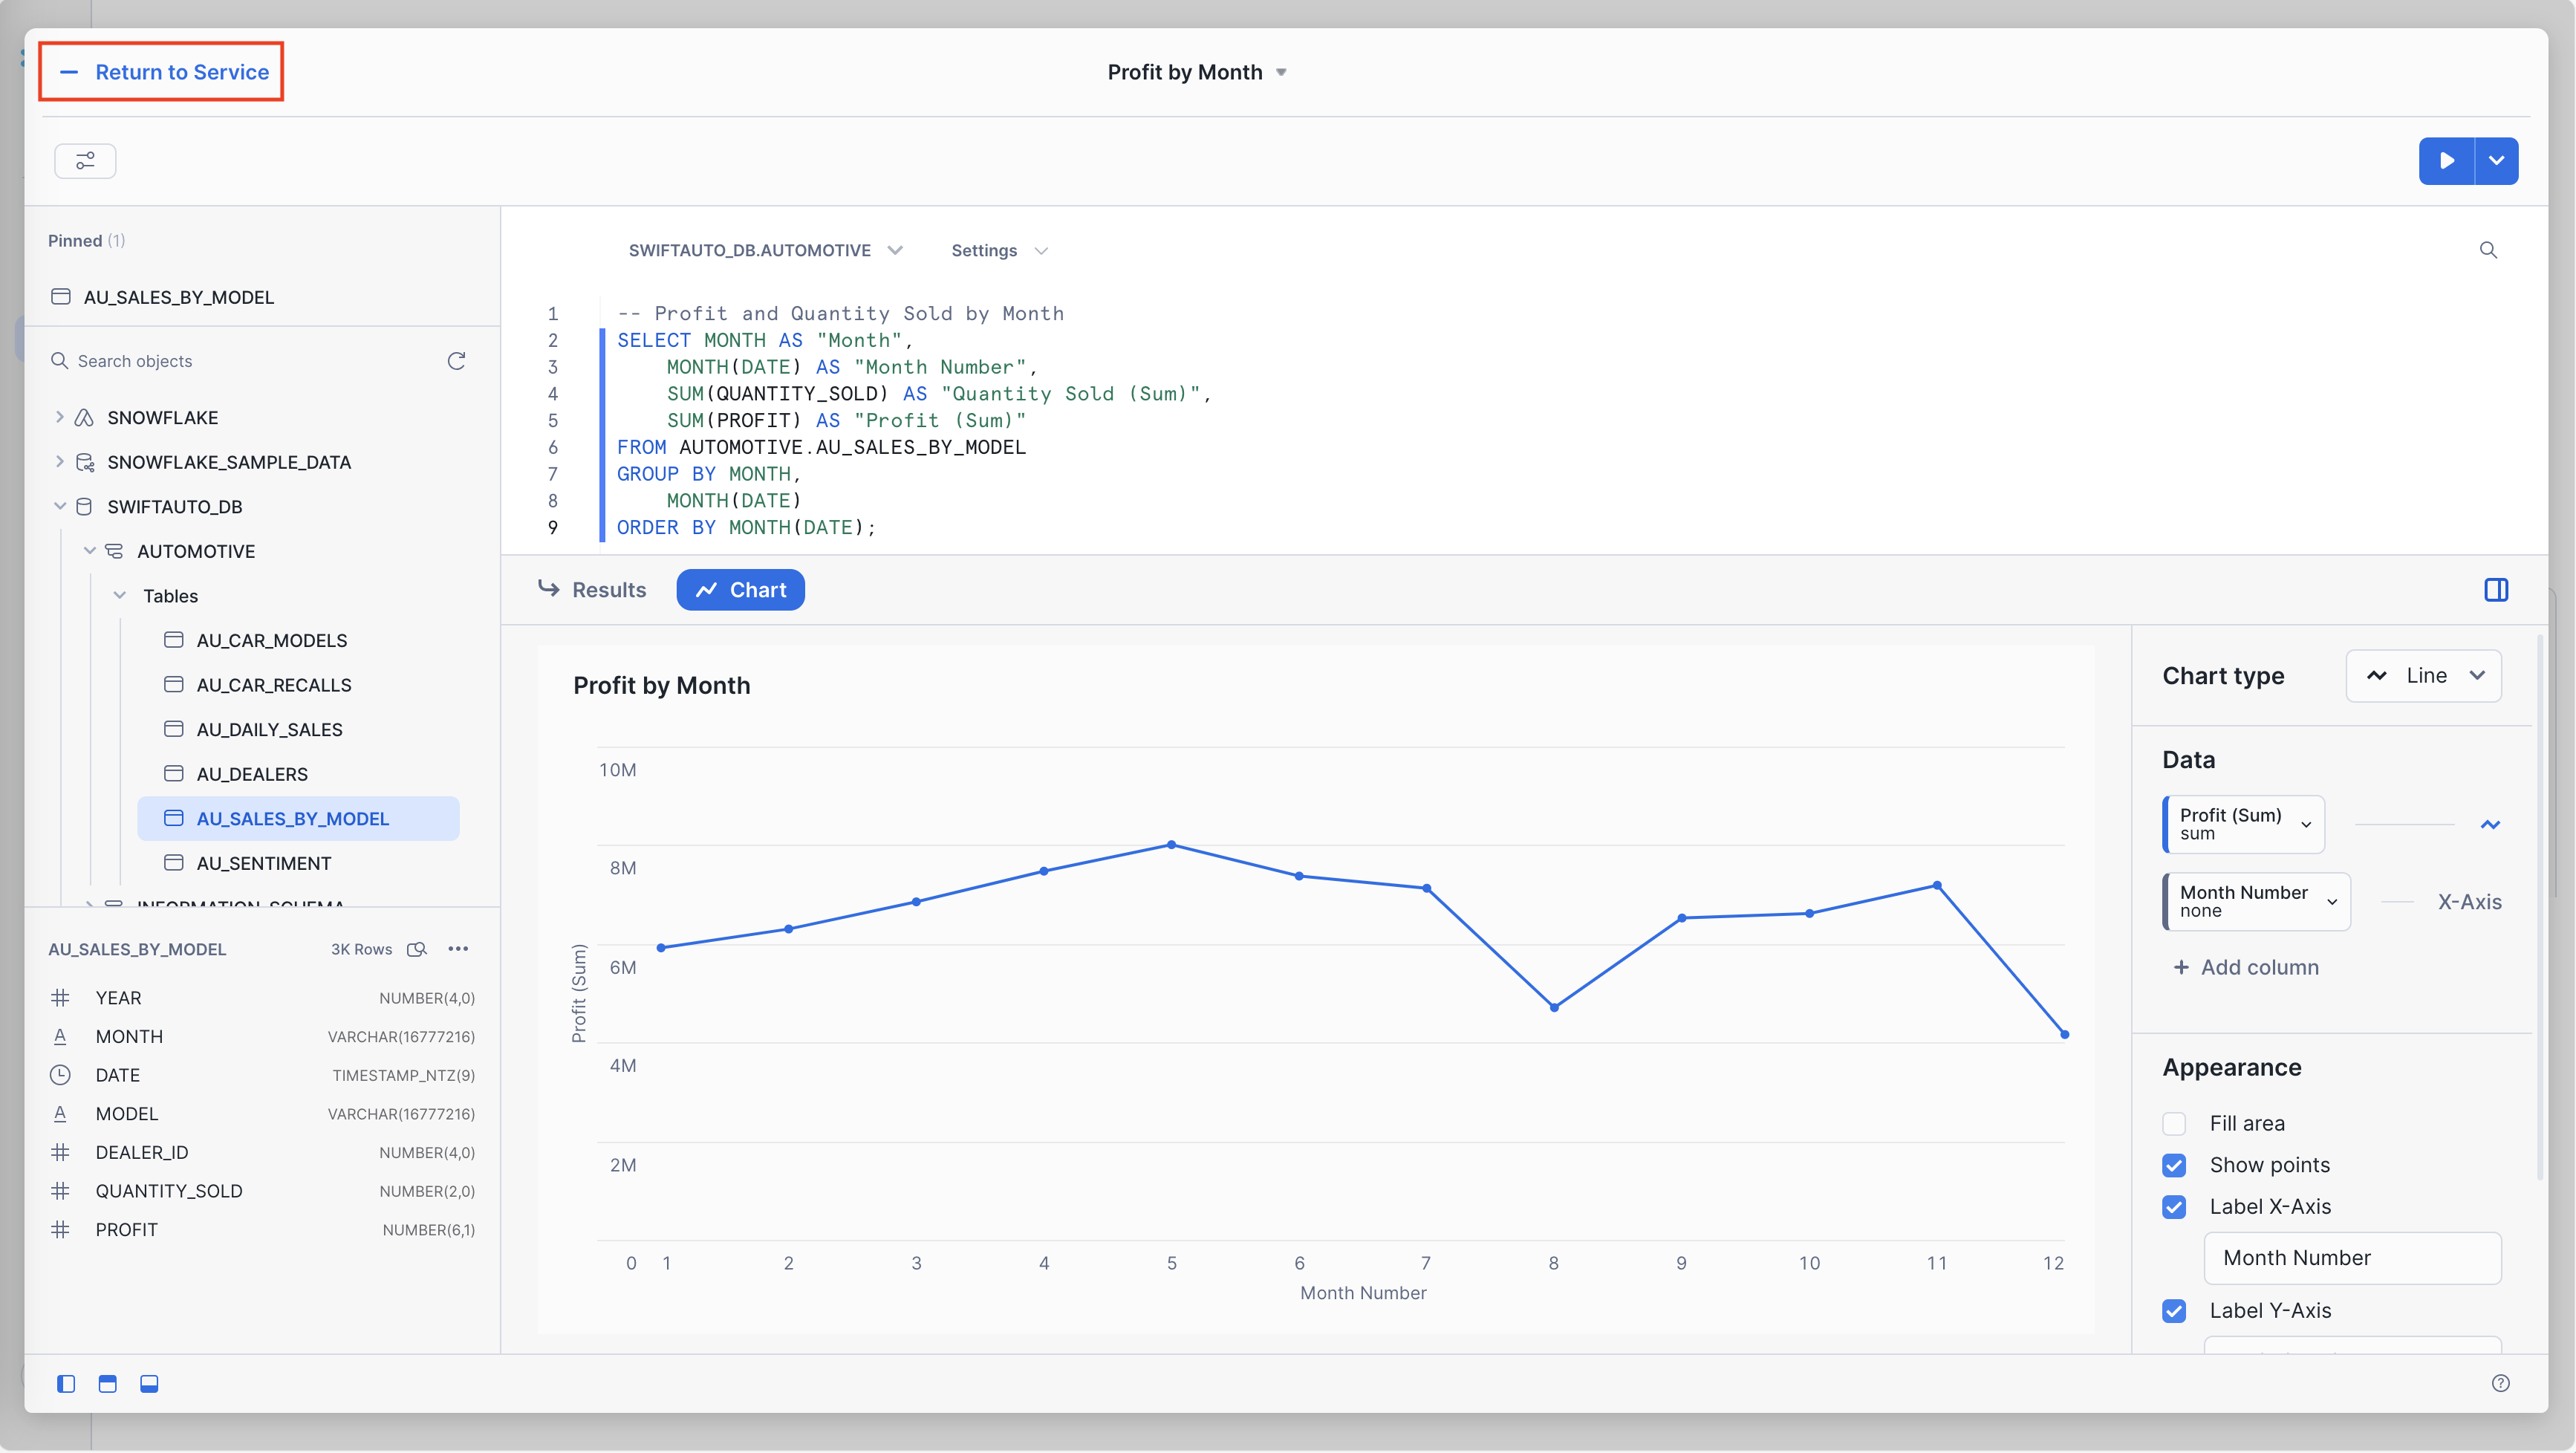 Return to Service
Profit by Month
Pinned (1)
AU_SALES_BY_MODEL
Search objects
SNOWFLAKE
SNOWFLAKE_SAMPLE_DATA
SWIFTAUTO_DB
AUTOMOTIVE
Tables
AU_CAR_MODELS
AU_CAR_RECALLS
AU_DAILY_SALES
AU_DEALERS
AU_SALES_BY_MODEL
AU_SENTIMENT
INFORMATION_SCHEMA
AU_SALES_BY_MODEL 3K Rows
YEAR NUMBER(4,0)
MONTH VARCHAR(16777216)
DATE TIMESTAMP_NTZ(9)
MODEL VARCHAR(16777216)
DEALER_ID NUMBER(4,0)
QUANTITY_SOLD NUMBER(2,0)
PROFIT NUMBER(6,1)
SWIFTAUTO_DB.AUTOMOTIVE Settings
1 -- Profit and Quantity Sold by Month
2 SELECT MONTH AS "Month",
3 MONTH(DATE) AS "Month Number",
4 SUM(QUANTITY_SOLD) AS "Quantity Sold (Sum)",
5 SUM(PROFIT) AS "Profit (Sum)"
6 FROM AUTOMOTIVE.AU_SALES_BY_MODEL
7 GROUP BY MONTH,
8 MONTH(DATE)
9 ORDER BY MONTH(DATE);
Results Chart
Profit by Month
10M
8M
6M
4M
2M
Profit (Sum)
0 1 2 3 4 5 6 7 8 9 10 11 12
Month Number
Chart type Line
Data
Profit (Sum)
sum
Month Number
none
X-Axis
+ Add column
Appearance
Fill area
Show points
Label X-Axis
Month Number
Label Y-Axis